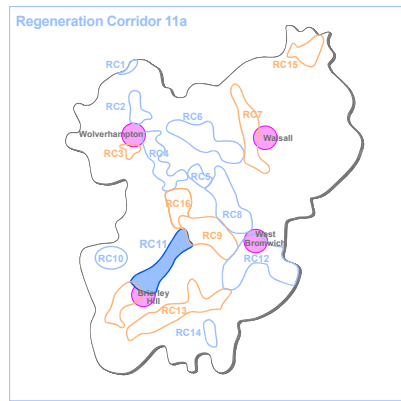 Regeneration Corridor 11a
RC1
RC15
RC2
RC6
RC7
Wolverhampton
Walsall
RC3
RC4
RC5
RC16
RC8
RC9
West
Bromwich
RC11
RC10
RC12
Brierley
Hill
RC13
RC14